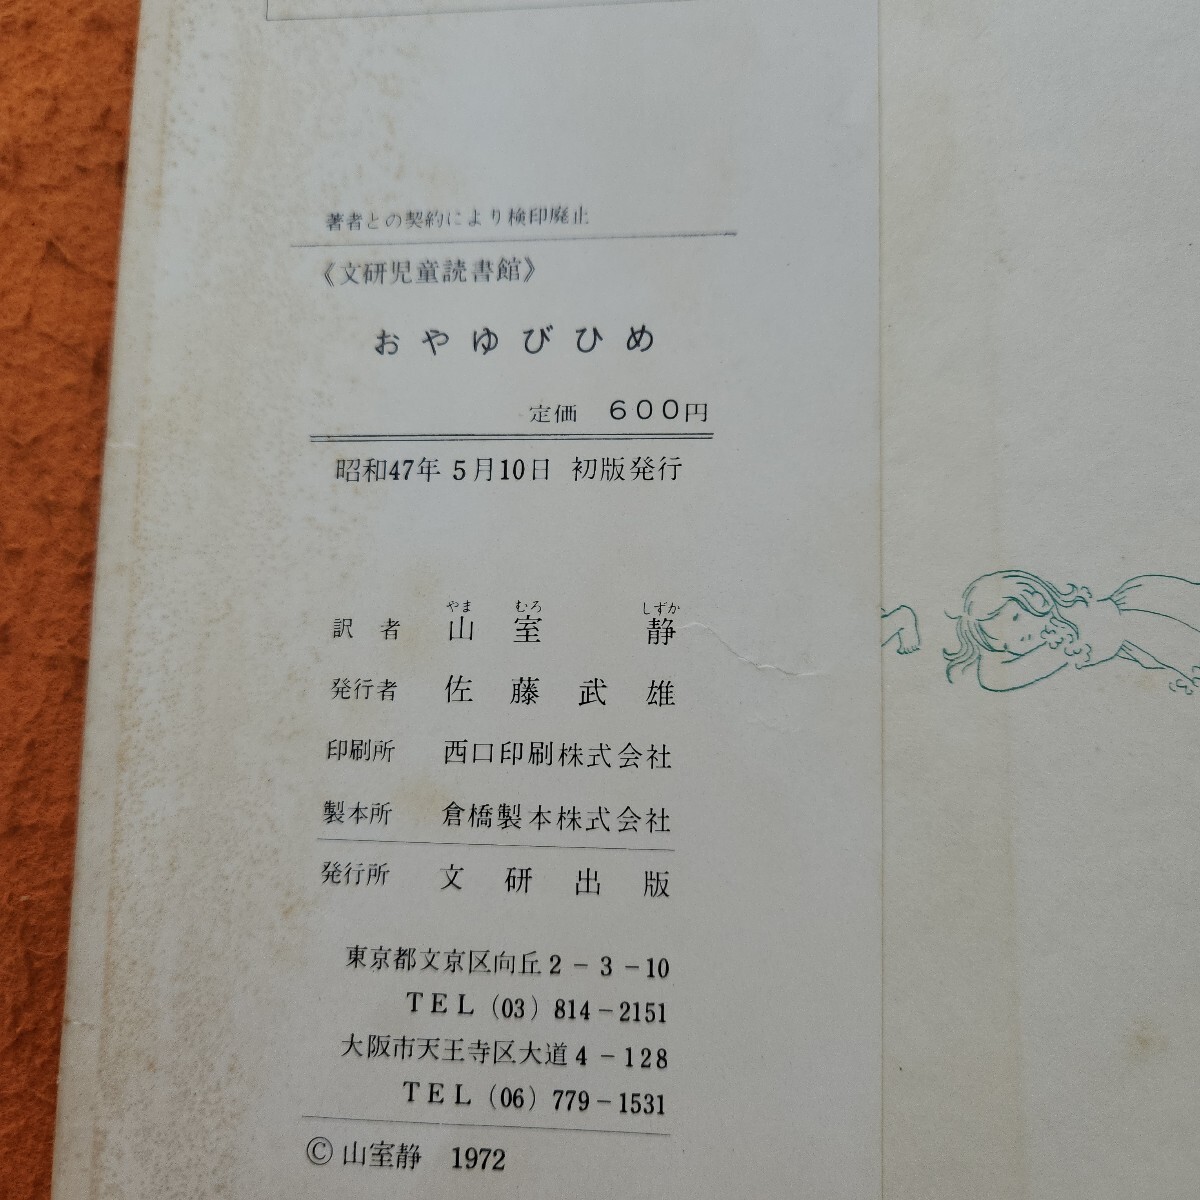 著者との契約により検印廃止
《文研児童読書館》
おやゆびひめ
定価 600円
昭和47年 5月10日 初版発行
やま むろ しずか
訳者 山室 静
発行者 佐藤武雄
印刷所 西口印刷株式会社
製本所 倉橋製本株式会社
発行所 文研出版
東京都文京区向丘2-3-10
TEL (03) 814-2151
大阪市天王寺区大道4-128
TEL (06) 779-1531
© 山室静 1972